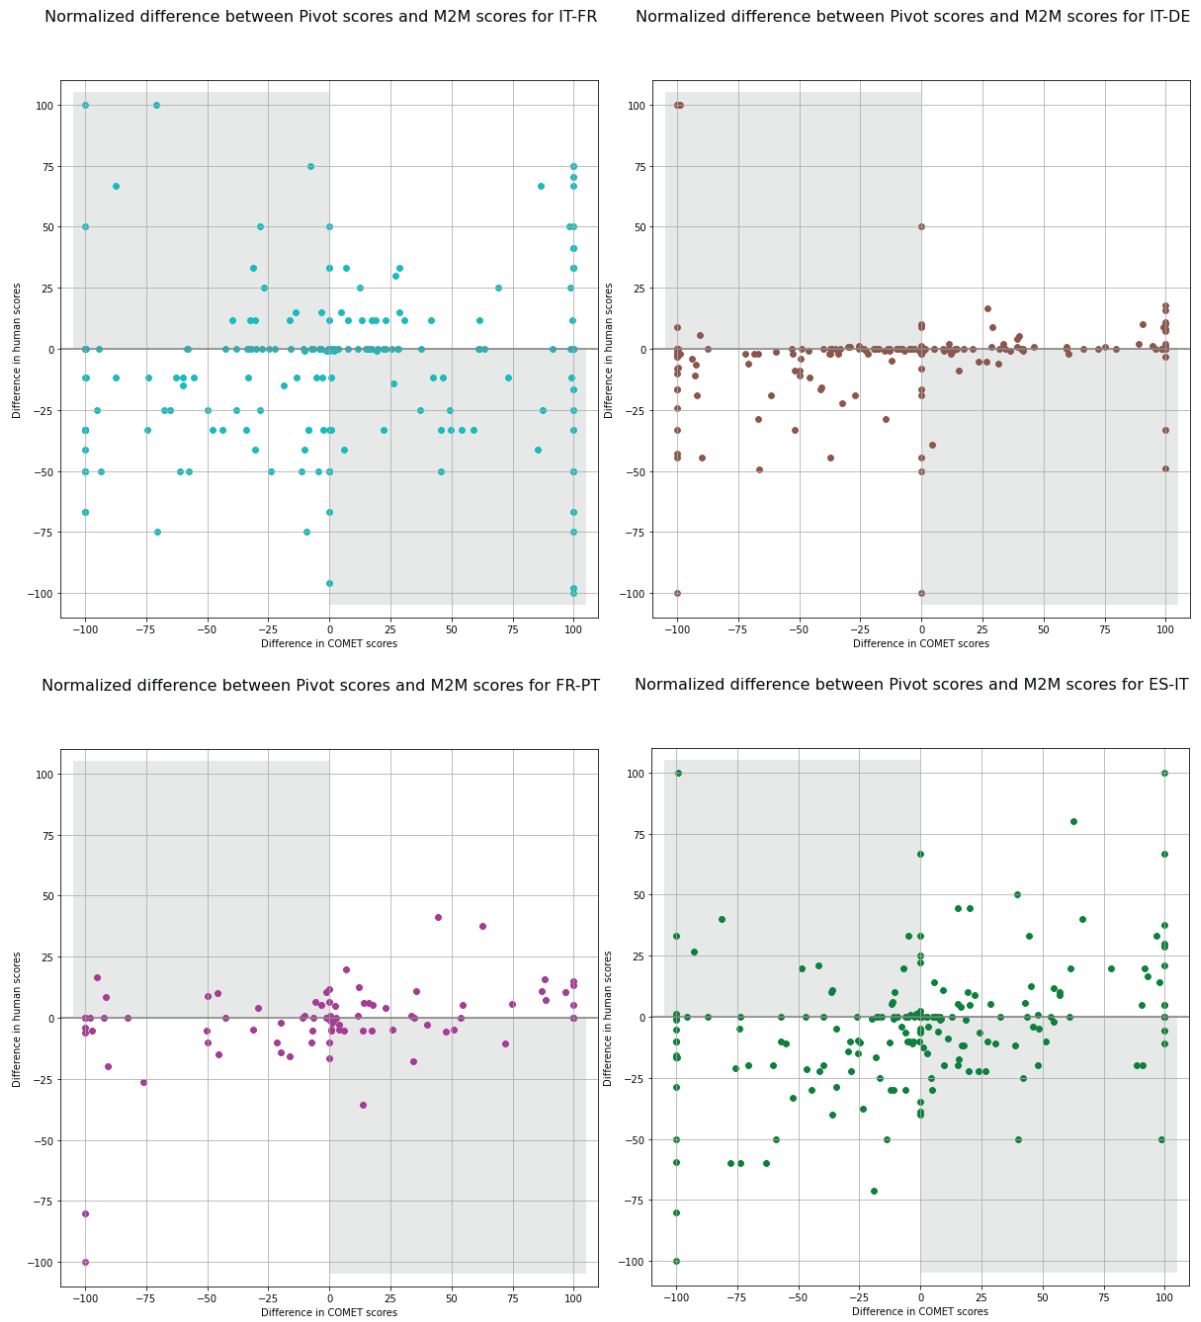 Normalized difference between Pivot scores and M2M scores for IT-FR
100
75
50
25
0
−25
−50
−75
−100
Difference in human scores
−100 −75 −50 −25 0 25 50 75 100
Difference in COMET scores
Normalized difference between Pivot scores and M2M scores for IT-DE
100
75
50
25
0
−25
−50
−75
−100
Difference in human scores
−100 −75 −50 −25 0 25 50 75 100
Difference in COMET scores
Normalized difference between Pivot scores and M2M scores for FR-PT
100
75
50
25
0
−25
−50
−75
−100
Difference in human scores
−100 −75 −50 −25 0 25 50 75 100
Difference in COMET scores
Normalized difference between Pivot scores and M2M scores for ES-IT
100
75
50
25
0
−25
−50
−75
−100
Difference in human scores
−100 −75 −50 −25 0 25 50 75 100
Difference in COMET scores